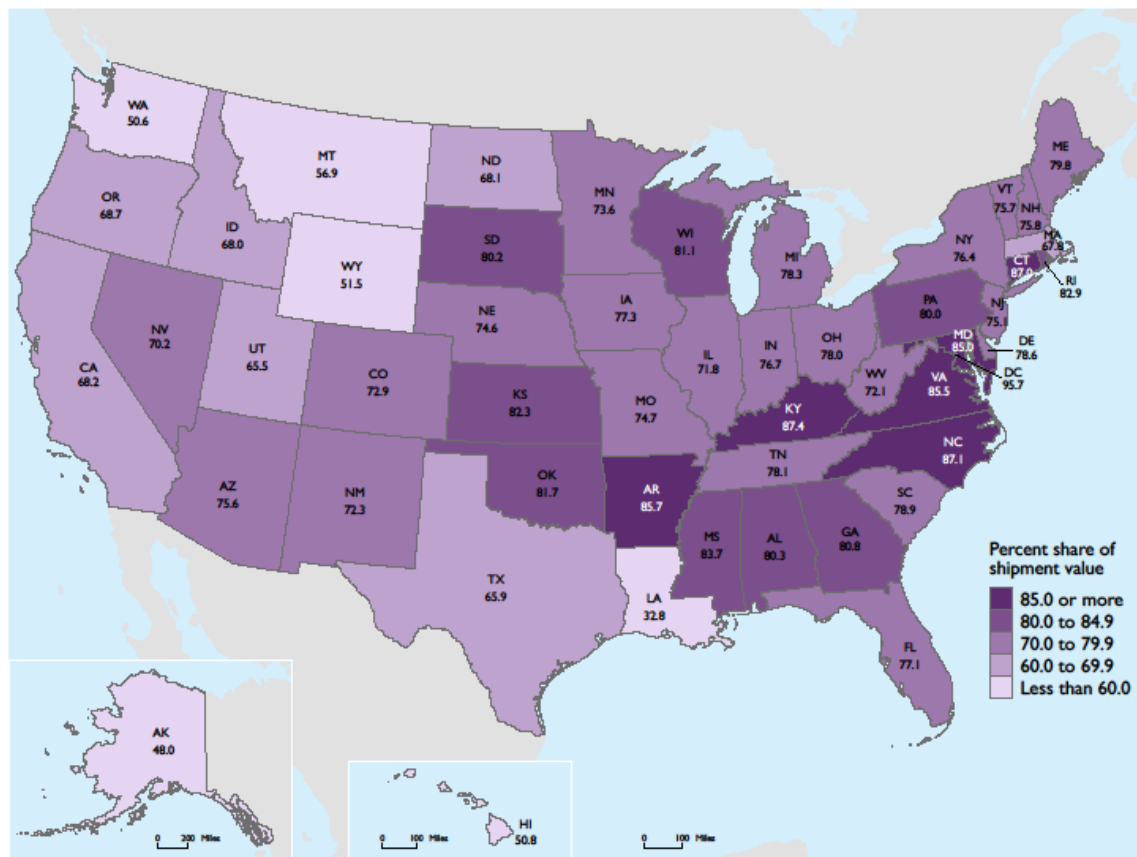 WA
50.6
MT
56.9
ND
68.1
MN
73.6
ME
79.8
VT
75.7
NH
75.8
OR
68.7
ID
68.0
SD
80.2
WI
81.1
MI
78.3
NY
76.4
MA
67.8
CT
87.0
RI
82.9
WY
51.5
IA
77.3
PA
80.0
NJ
75.1
NE
74.6
NV
70.2
UT
65.5
CO
72.9
IL
71.8
IN
76.7
OH
78.0
WV
72.1
MD
85.0
DE
78.6
DC
95.7
VA
85.5
CA
68.2
KS
82.3
MO
74.7
KY
87.4
NC
87.1
TN
78.1
AZ
75.6
NM
72.3
OK
81.7
AR
85.7
SC
78.9
MS
83.7
AL
80.3
GA
80.8
TX
65.9
LA
32.8
FL
77.1
Percent share of
shipment value
85.0 or more
80.0 to 84.9
70.0 to 79.9
60.0 to 69.9
Less than 60.0
AK
48.0
0 200 Miles
HI
50.8
0 100 Miles
0 100 Miles